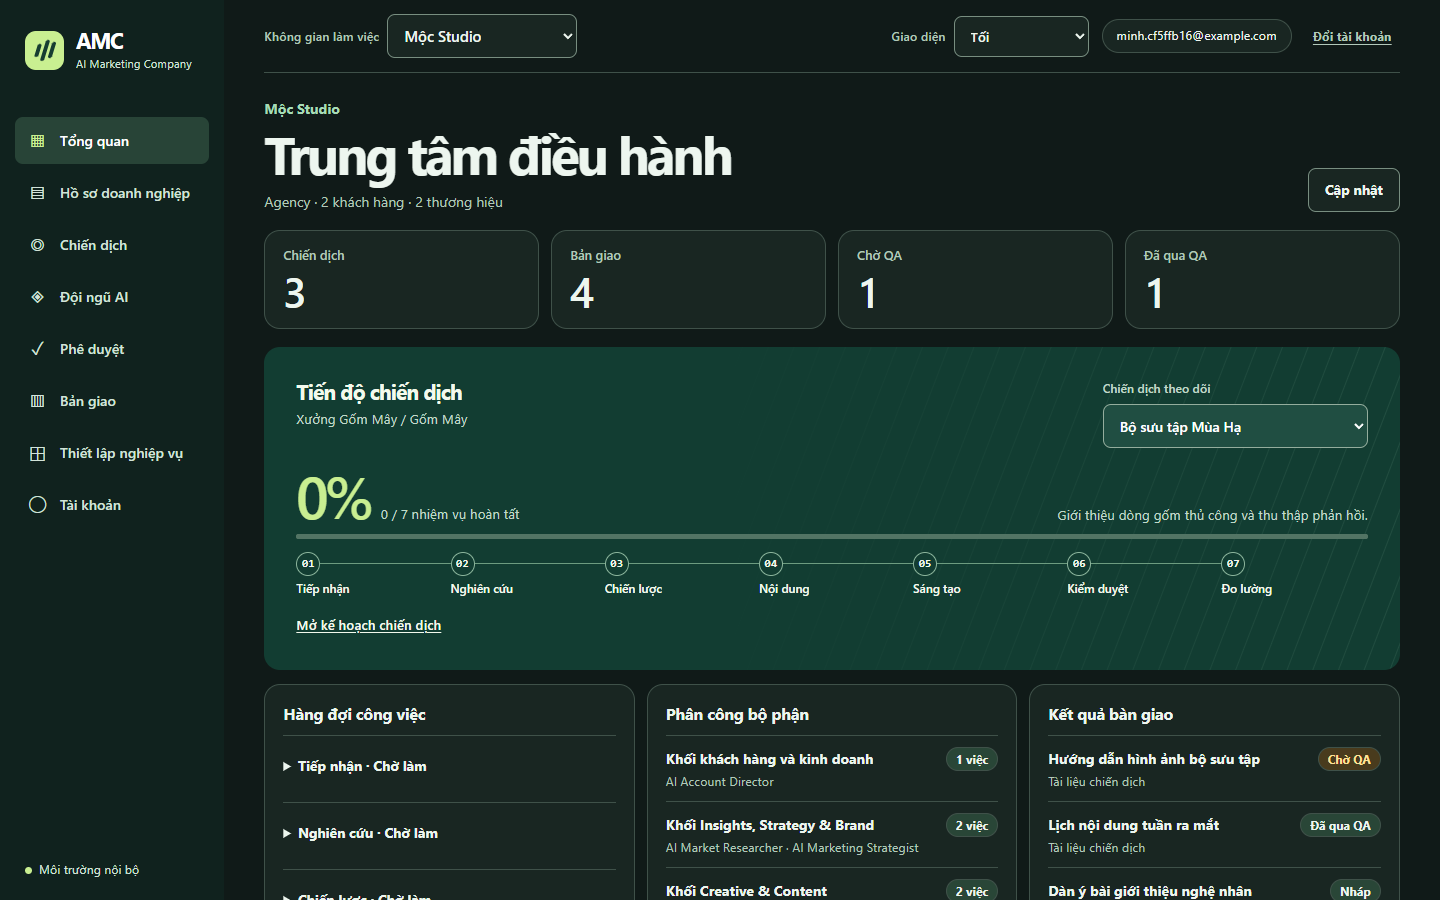 AMC
AI Marketing Company
Tổng quan
Hồ sơ doanh nghiệp
Chiến dịch
Đội ngũ AI
Phê duyệt
Bản giao
Thiết lập nghiệp vụ
Tài khoản
Môi trường nội bộ
Không gian làm việc
Mộc Studio
Giao diện
Tối
minh.cf5ffb16@example.com
Đổi tài khoản
Mộc Studio
Trung tâm điều hành
Agency · 2 khách hàng · 2 thương hiệu
Cập nhật
Chiến dịch
3
Bản giao
4
Chờ QA
1
Đã qua QA
1
Tiến độ chiến dịch
Xưởng Gốm Mây / Gốm Mây
Chiến dịch theo dõi
Bộ sưu tập Mùa Hạ
0% 0 / 7 nhiệm vụ hoàn tất
Giới thiệu dòng gốm thủ công và thu thập phản hồi.
01 02 03 04 05 06 07
Tiếp nhận Nghiên cứu Chiến lược Nội dung Sáng tạo Kiểm duyệt Đo lường
Mở kế hoạch chiến dịch
Hàng đợi công việc
Tiếp nhận · Chờ làm
Nghiên cứu · Chờ làm
Chiến lược · Chờ làm
Phân công bộ phận
Khối khách hàng và kinh doanh 1 việc
AI Account Director
Khối Insights, Strategy & Brand 2 việc
AI Market Researcher · AI Marketing Strategist
Khối Creative & Content 2 việc
Kết quả bàn giao
Hướng dẫn hình ảnh bộ sưu tập Chờ QA
Tài liệu chiến dịch
Lịch nội dung tuần ra mắt Đã qua QA
Tài liệu chiến dịch
Dàn ý bài giới thiệu nghệ nhân Nháp